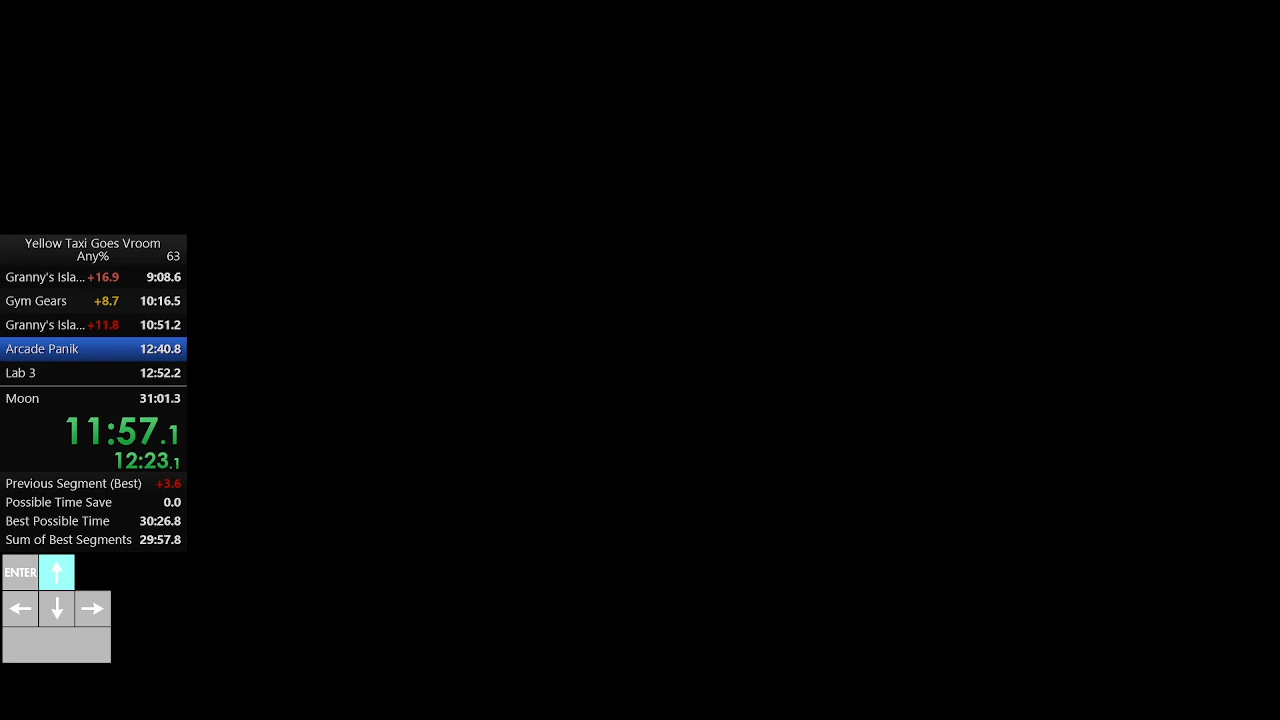 Yellow Taxi Goes Vroom
Any% 63
Granny's Isla... +16.9 9:08.6
Gym Gears +8.7 10:16.5
Granny's Isla... +11.8 10:51.2
Arcade Panik 12:40.8
Lab 3 12:52.2
Moon 31:01.3
11:57.1
12:23.1
Previous Segment (Best) +3.6
Possible Time Save 0.0
Best Possible Time 30:26.8
Sum of Best Segments 29:57.8
ENTER ↑
← ↓ →